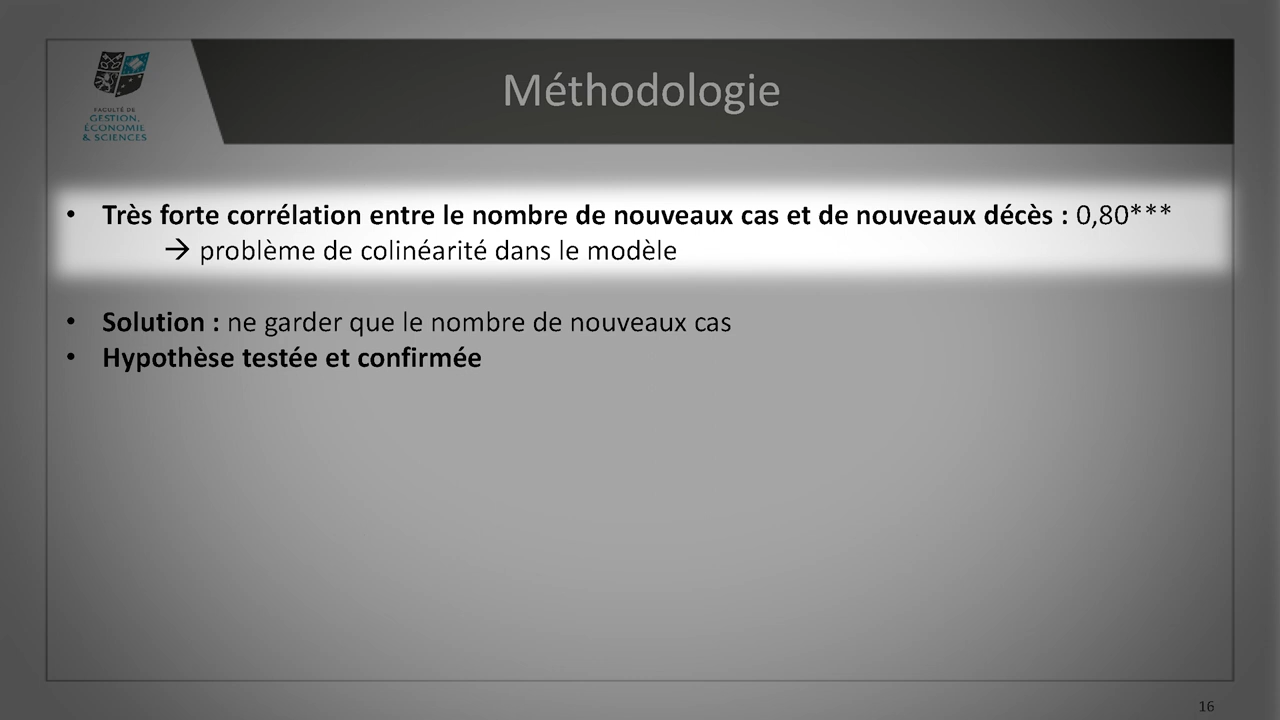 FACULTÉ DE
GESTION,
ÉCONOMIE
& SCIENCES
Méthodologie
• Très forte corrélation entre le nombre de nouveaux cas et de nouveaux décès : 0,80***
→ problème de colinéarité dans le modèle
• Solution : ne garder que le nombre de nouveaux cas
• Hypothèse testée et confirmée
16